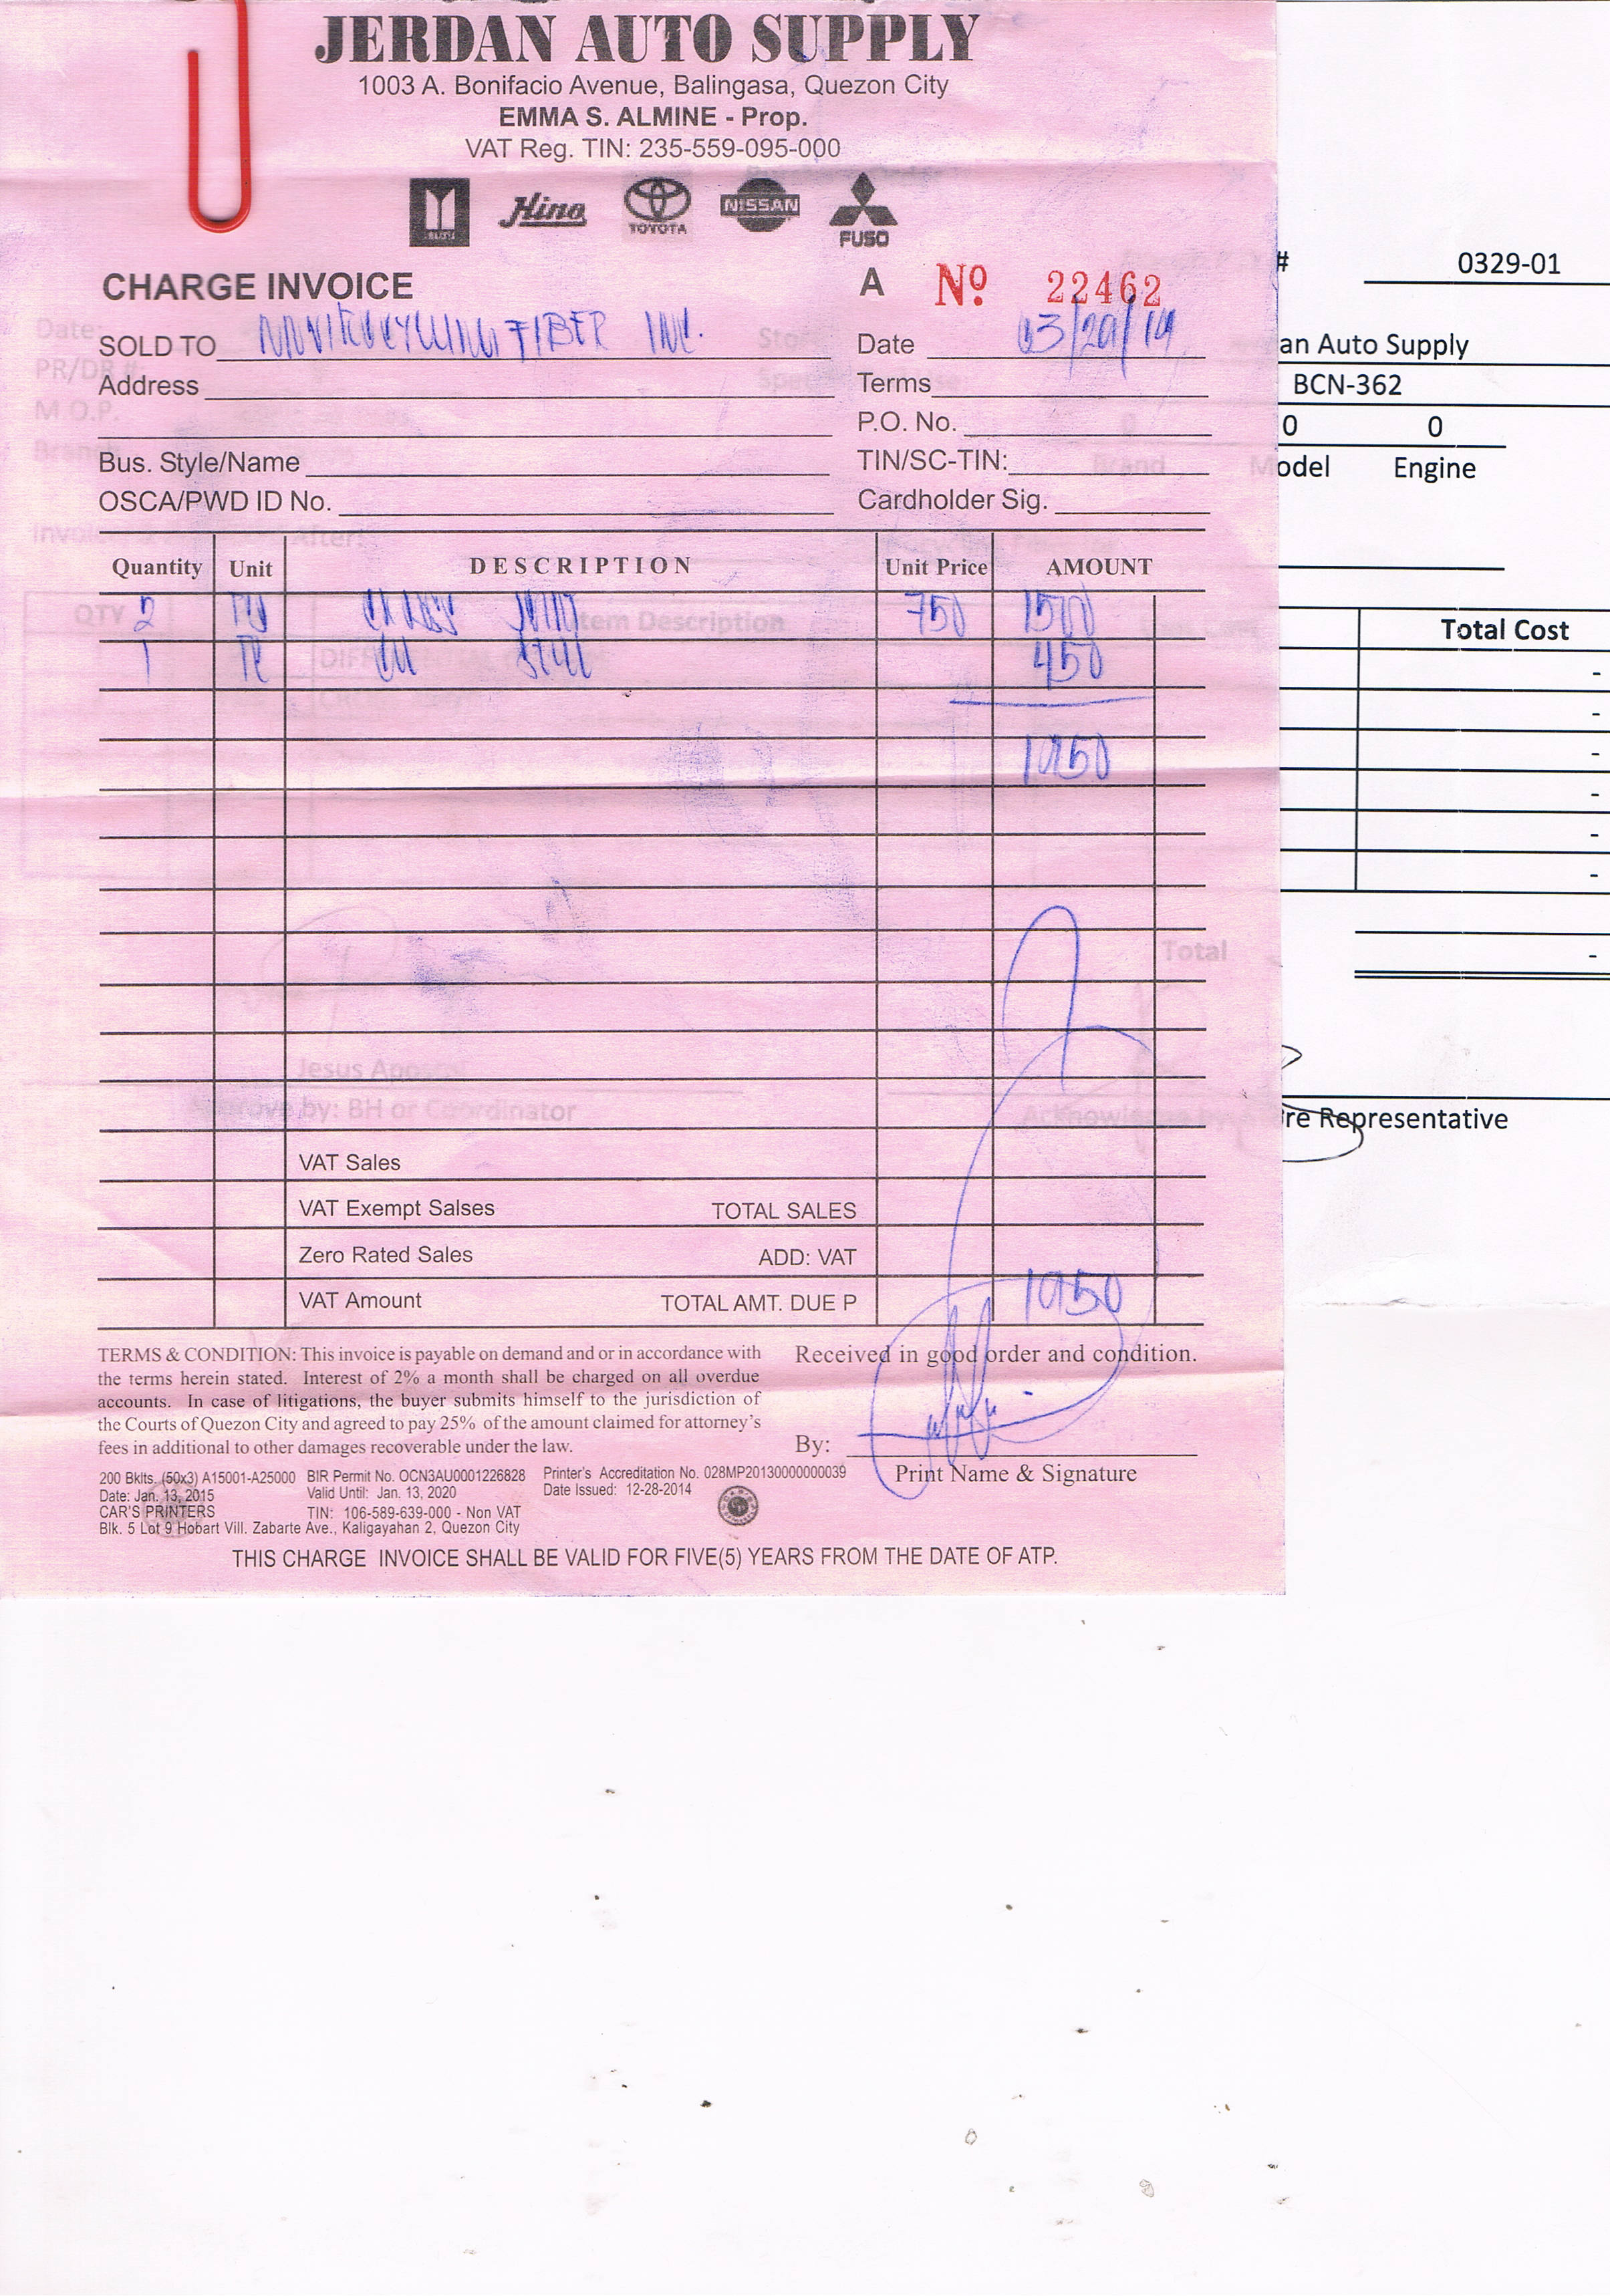 JERDAN AUTO SUPPLY
1003 A. Bonifacio Avenue, Balingasa, Quezon City
EMMA S. ALMINE - Prop.
VAT Reg. TIN: 235-559-095-000
ISUZU Hino TOYOTA NISSAN FUSO
CHARGE INVOICE A Nº 22462
SOLD TO FIBER INC. Date 03/29/19
Address Terms
P.O. No.
Bus. Style/Name TIN/SC-TIN:
OSCA/PWD ID No. Cardholder Sig.
Quantity Unit DESCRIPTION Unit Price AMOUNT
2 CROSS JOINT 750 1500
1 PC OIL SEAL 450
1950
VAT Sales
VAT Exempt Salses TOTAL SALES
Zero Rated Sales ADD: VAT
VAT Amount TOTAL AMT. DUE P 1950
TERMS & CONDITION: This invoice is payable on demand and or in accordance with
the terms herein stated. Interest of 2% a month shall be charged on all overdue
accounts. In case of litigations, the buyer submits himself to the jurisdiction of
the Courts of Quezon City and agreed to pay 25% of the amount claimed for attorney's
fees in additional to other damages recoverable under the law.
Received in good order and condition.
By:
Print Name & Signature
200 Bklts. (50x3) A15001-A25000 BIR Permit No. OCN3AU0001226828 Printer's Accreditation No. 028MP20130000000039
Date: Jan. 13, 2015 Valid Until: Jan. 13, 2020 Date Issued: 12-28-2014
CAR'S PRINTERS TIN: 106-589-639-000 - Non VAT
Blk. 5 Lot 9 Hobart Vill. Zabarte Ave., Kaligayahan 2, Quezon City
THIS CHARGE INVOICE SHALL BE VALID FOR FIVE(5) YEARS FROM THE DATE OF ATP.
# 0329-01
an Auto Supply
BCN-362
0 0
odel Engine
Total Cost
-
-
-
-
-
-
Total -
Jesus Apostol
Approve by: BH or Coordinator
re Representative